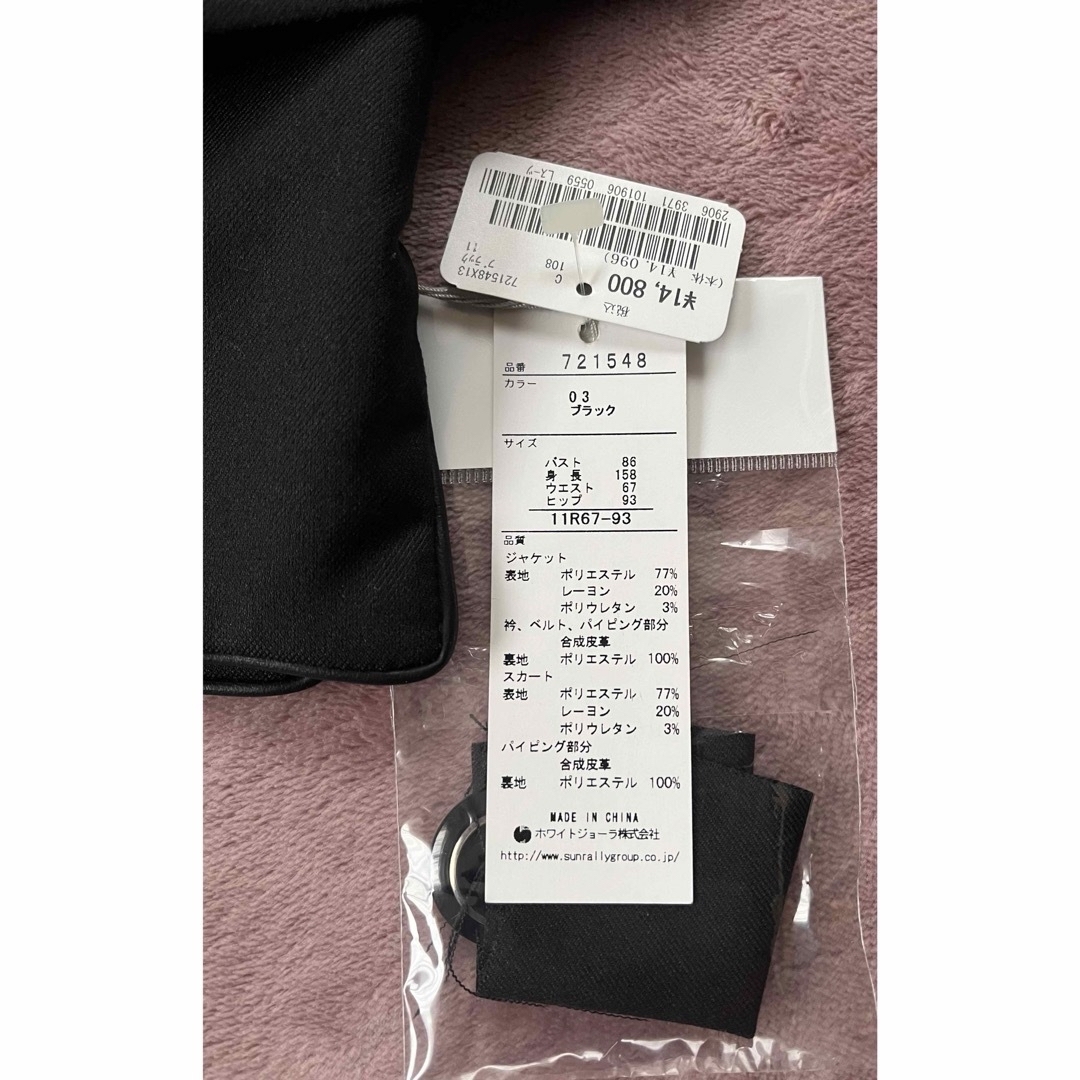 2906 3971 101906 0559 Lスーツ
721548X13
ブラック 11
C 108
税込
¥14,800
(本体 ¥14,096)
品番 721548
カラー
03
ブラック
サイズ
バスト 86
身長 158
ウエスト 67
ヒップ 93
11R67-93
品質
ジャケット
表地 ポリエステル 77%
レーヨン 20%
ポリウレタン 3%
衿、ベルト、パイピング部分
合成皮革
裏地 ポリエステル 100%
スカート
表地 ポリエステル 77%
レーヨン 20%
ポリウレタン 3%
パイピング部分
合成皮革
裏地 ポリエステル 100%
MADE IN CHINA
ホワイトジョーラ株式会社
http://www.sunrallygroup.co.jp/